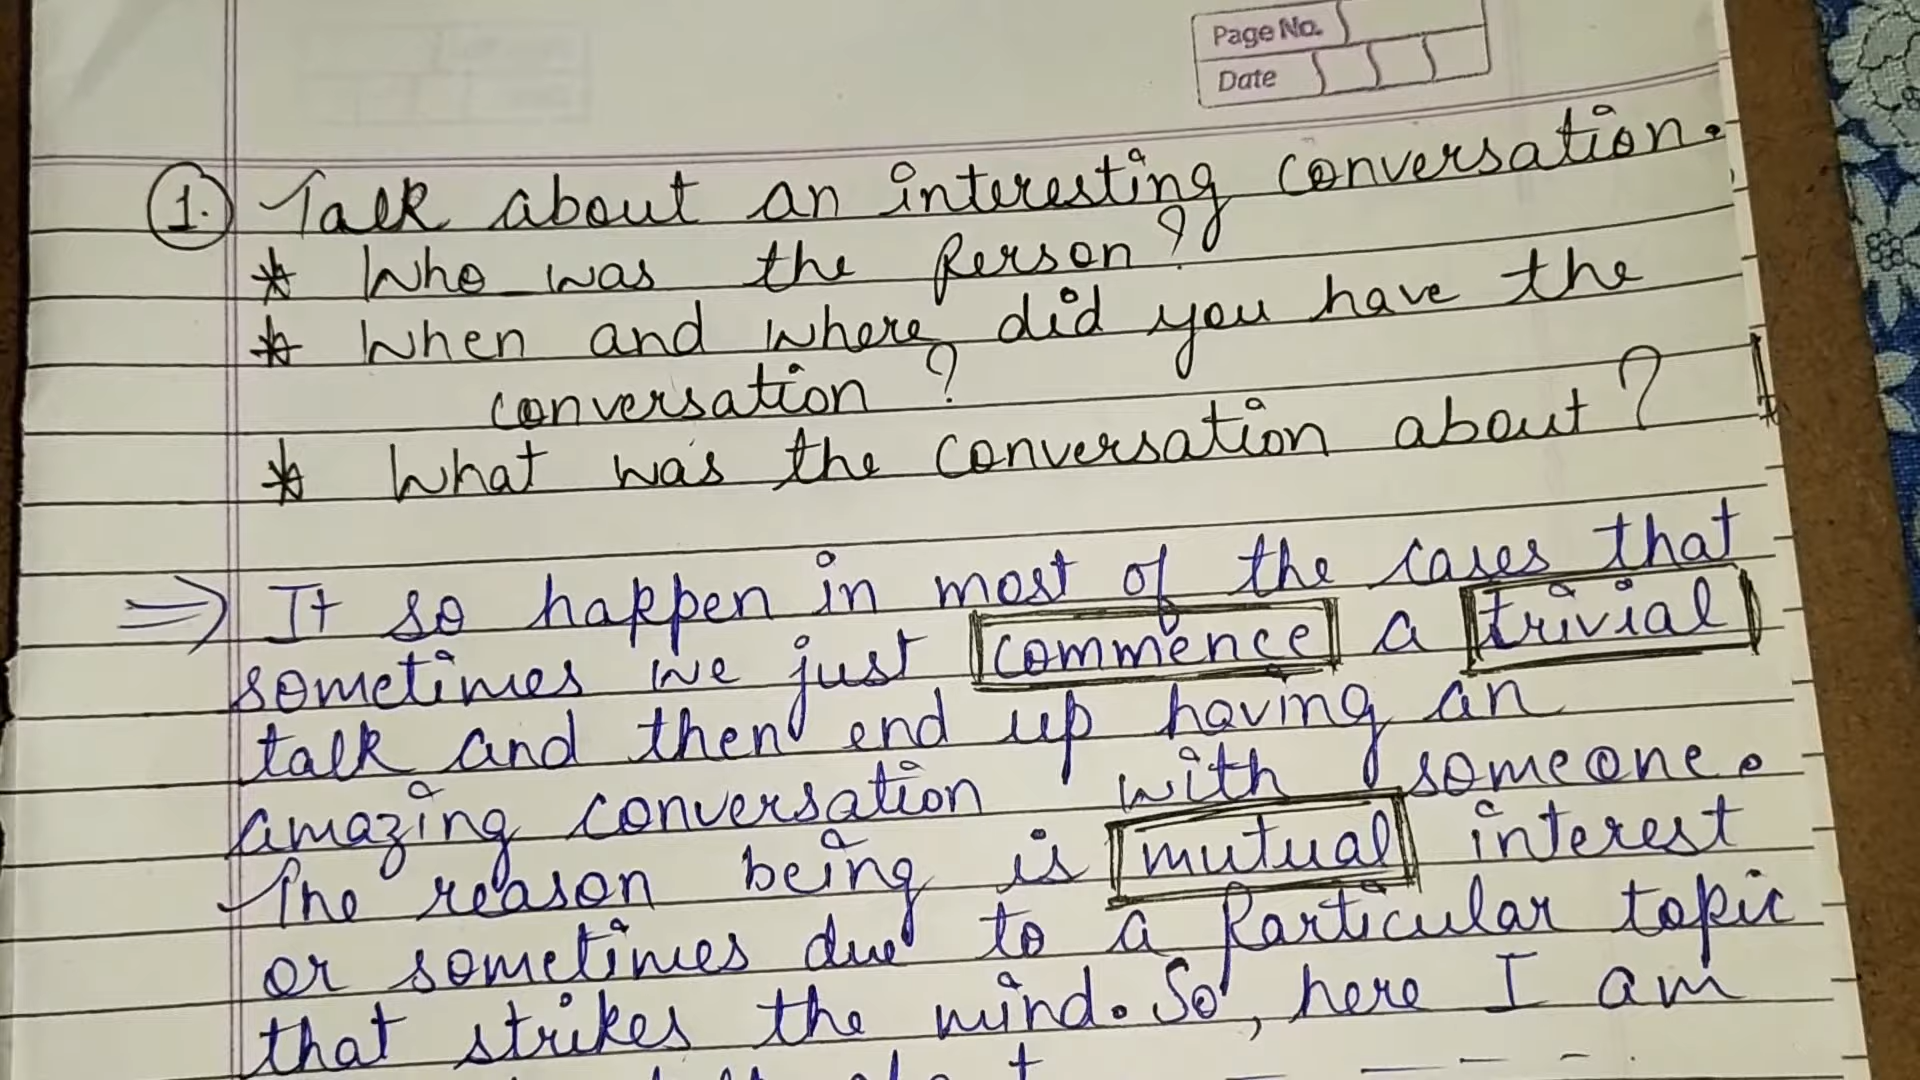 Page No.
Date
1. Talk about an interesting conversation.
* Who was the Person?
* When and where did you have the
conversation?
* What was the conversation about?
⇒ It so happen in most of the cases that
sometimes we just commence a trivial
talk and then end up having an
amazing conversation with someone.
The reason being is mutual interest
or sometimes due to a Particular topic
that strikes the mind. So, here I am